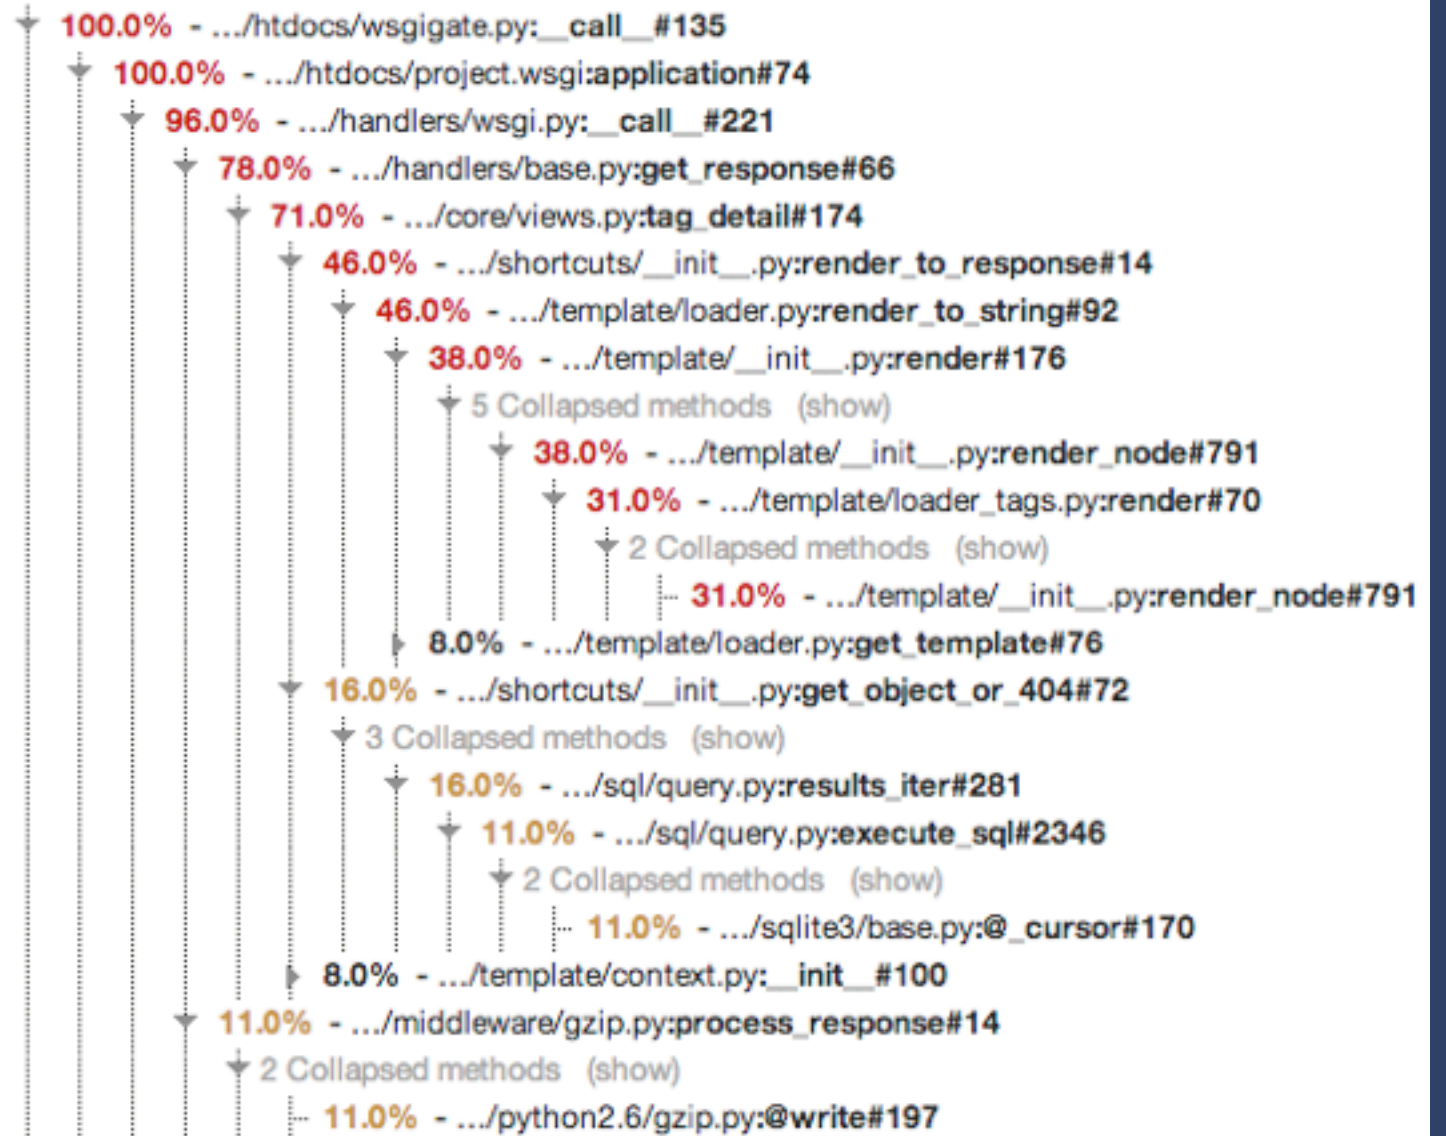 100.0% - .../htdocs/wsgigate.py:__call__#135
100.0% - .../htdocs/project.wsgi:application#74
96.0% - .../handlers/wsgi.py:__call__#221
78.0% - .../handlers/base.py:get_response#66
71.0% - .../core/views.py:tag_detail#174
46.0% - .../shortcuts/__init__.py:render_to_response#14
46.0% - .../template/loader.py:render_to_string#92
38.0% - .../template/__init__.py:render#176
5 Collapsed methods (show)
38.0% - .../template/__init__.py:render_node#791
31.0% - .../template/loader_tags.py:render#70
2 Collapsed methods (show)
31.0% - .../template/__init__.py:render_node#791
8.0% - .../template/loader.py:get_template#76
16.0% - .../shortcuts/__init__.py:get_object_or_404#72
3 Collapsed methods (show)
16.0% - .../sql/query.py:results_iter#281
11.0% - .../sql/query.py:execute_sql#2346
2 Collapsed methods (show)
11.0% - .../sqlite3/base.py:@_cursor#170
8.0% - .../template/context.py:__init__#100
11.0% - .../middleware/gzip.py:process_response#14
2 Collapsed methods (show)
11.0% - .../python2.6/gzip.py:@write#197